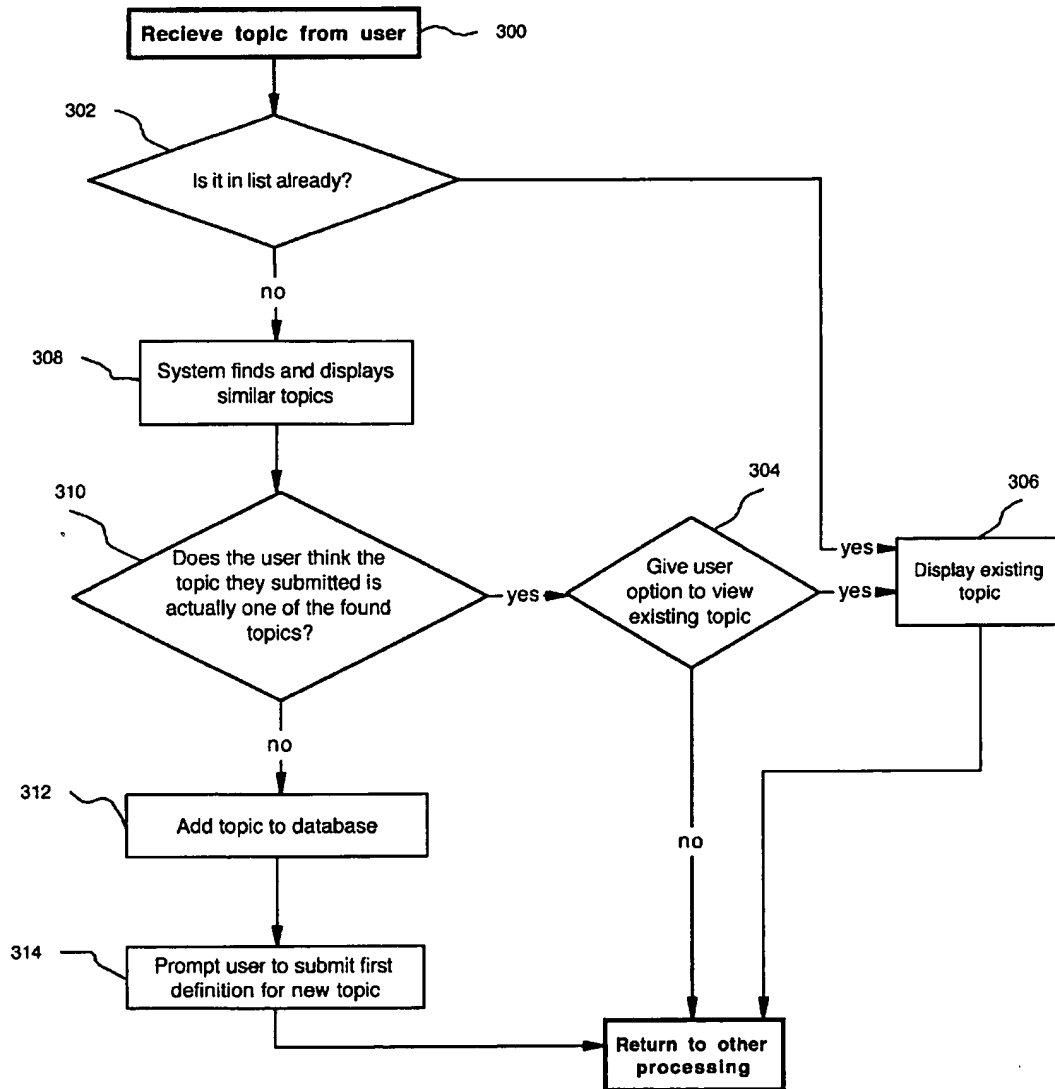 Recieve topic from user
300
302
Is it in list already?
no
308
System finds and displays
similar topics
310
Does the user think the
topic they submitted is
actually one of the found
topics?
yes
304
Give user
option to view
existing topic
yes
yes
306
Display existing
topic
no
no
312
Add topic to database
314
Prompt user to submit first
definition for new topic
Return to other
processing